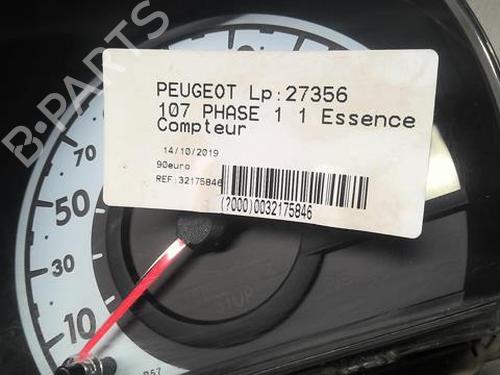 B-PARTS
PEUGEOT Lp:27356
107 PHASE 1 1 Essence
Compteur
14/10/2019
90euro
REF:32175846
(2000)0032175846
70
50
30
10
STOP